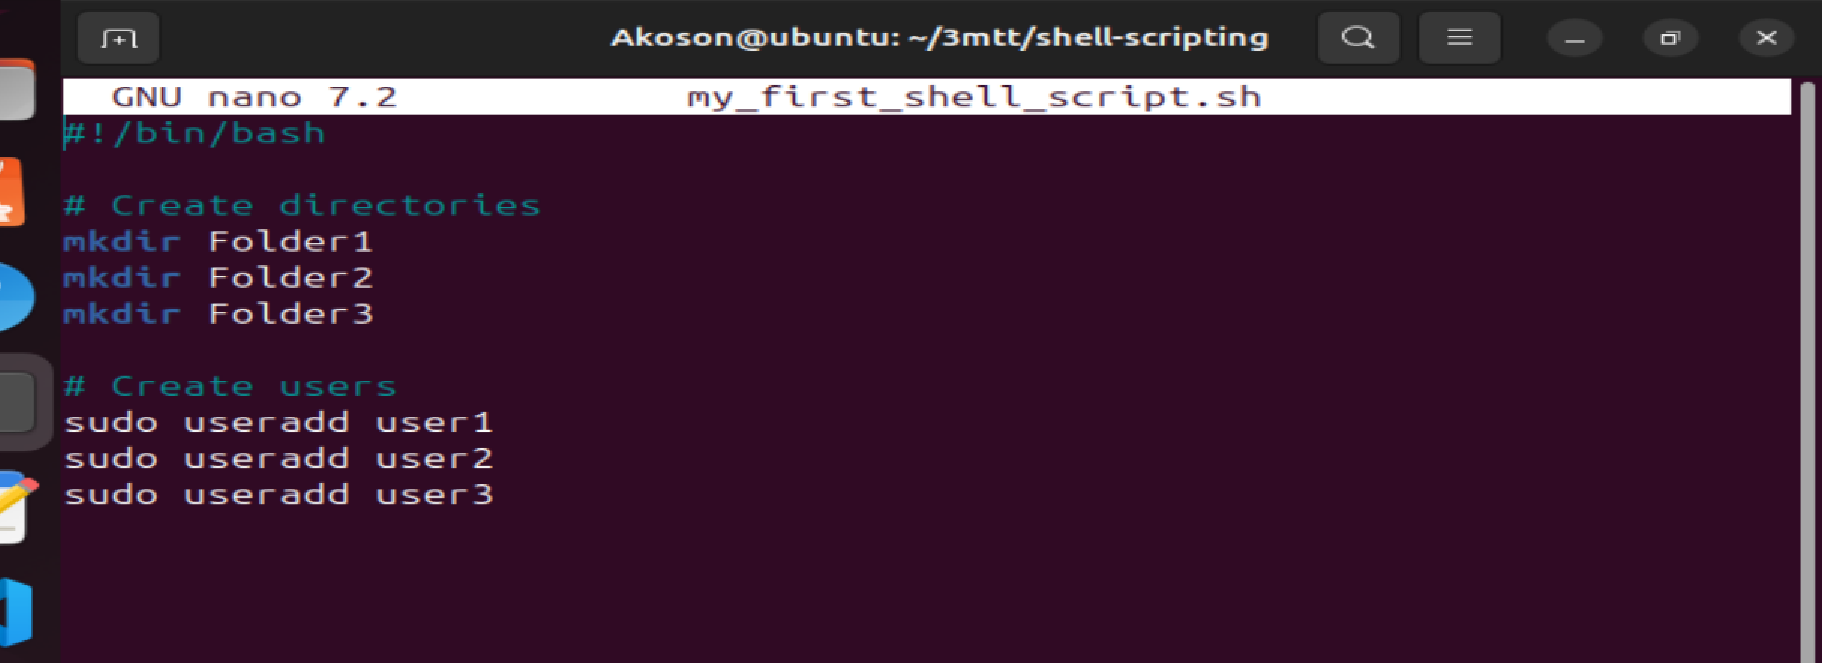 Akoson@ubuntu: ~/3mtt/shell-scripting
GNU nano 7.2 my_first_shell_script.sh
#!/bin/bash
# Create directories
mkdir Folder1
mkdir Folder2
mkdir Folder3
# Create users
sudo useradd user1
sudo useradd user2
sudo useradd user3